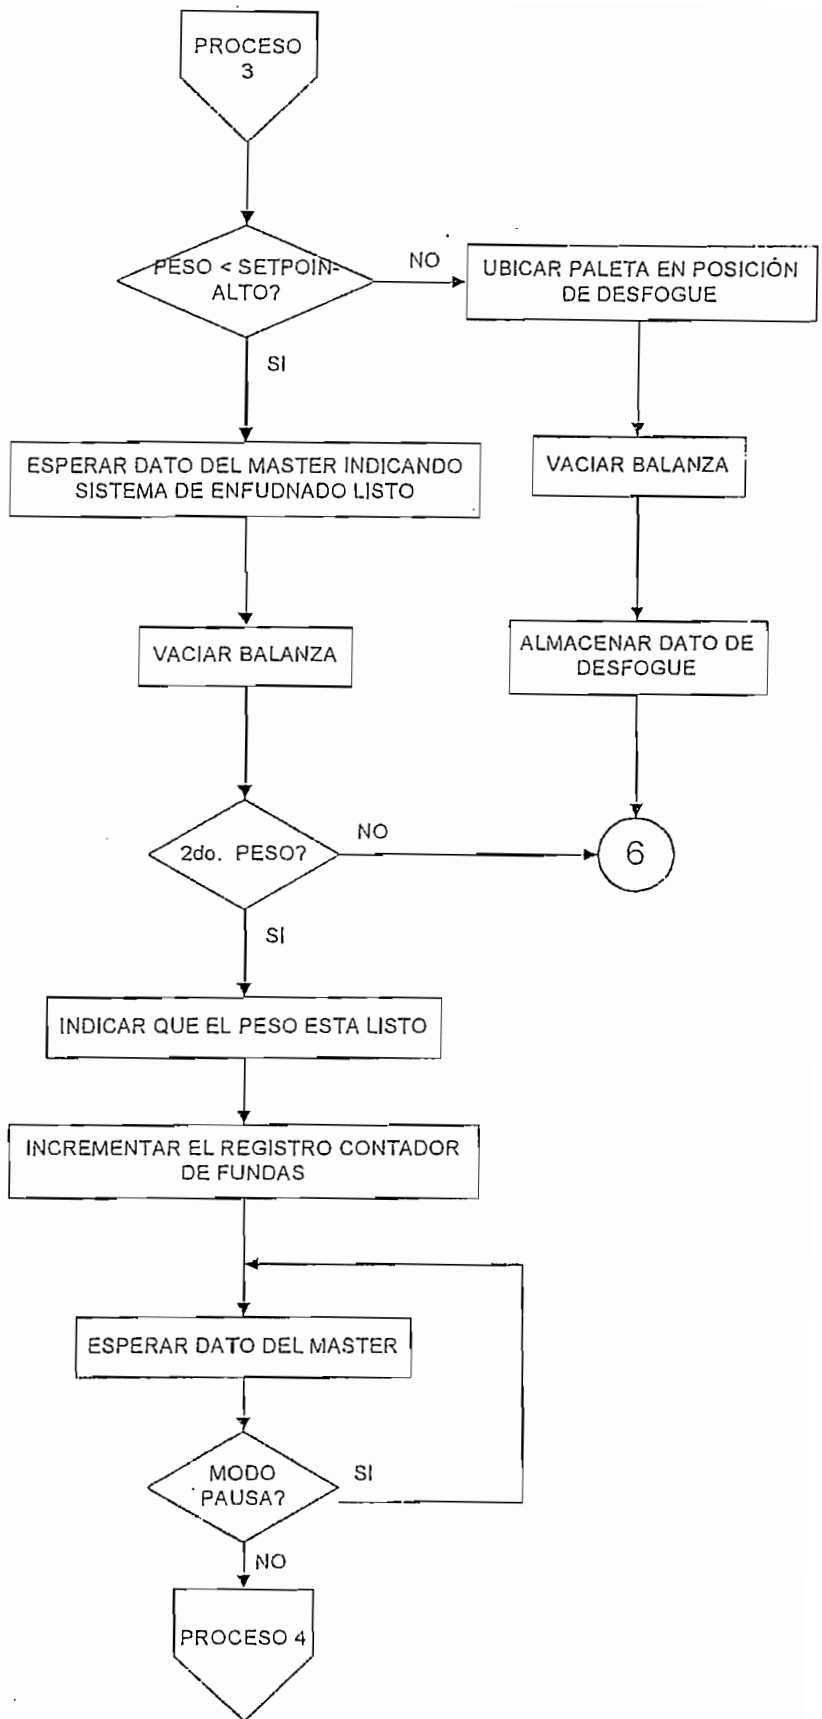 PROCESO
3
PESO < SETPOIN-
ALTO?
NO
UBICAR PALETA EN POSICIÓN
DE DESFOGUE
SI
ESPERAR DATO DEL MASTER INDICANDO
SISTEMA DE ENFUDNADO LISTO
VACIAR BALANZA
VACIAR BALANZA
ALMACENAR DATO DE
DESFOGUE
2do. PESO?
NO
6
SI
INDICAR QUE EL PESO ESTA LISTO
INCREMENTAR EL REGISTRO CONTADOR
DE FUNDAS
ESPERAR DATO DEL MASTER
MODO
PAUSA?
SI
NO
PROCESO 4